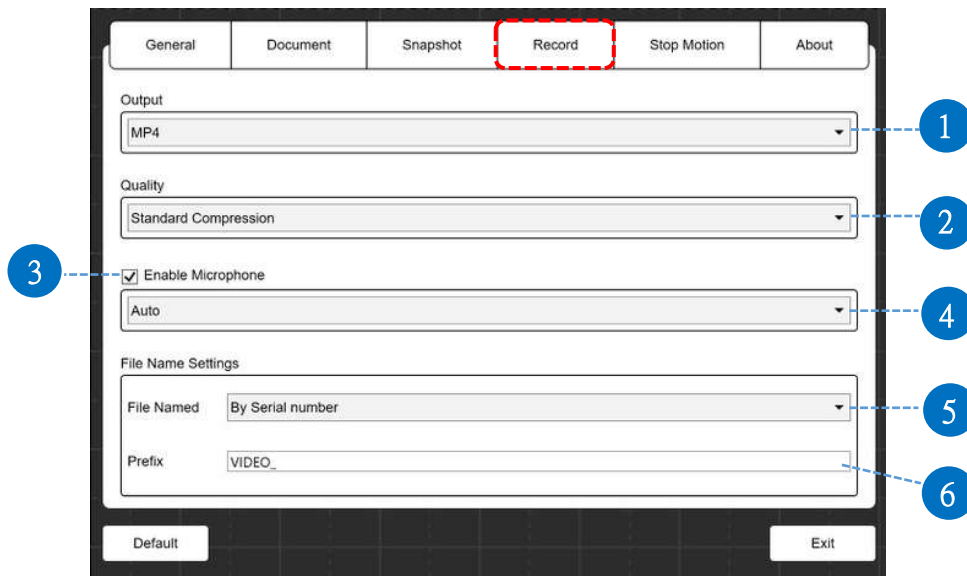 General Document Snapshot Record Stop Motion About
Output
MP4
1
Quality
Standard Compression
2
3
Enable Microphone
Auto
4
File Name Settings
File Named By Serial number
5
Prefix VIDEO_
6
Default Exit